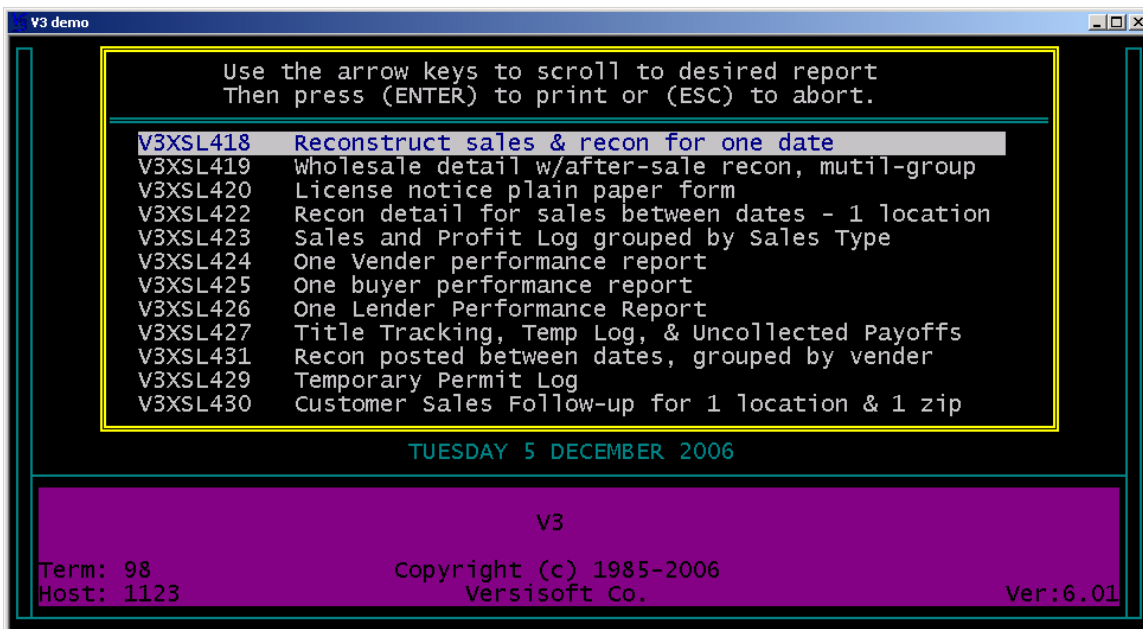 V3 demo
Use the arrow keys to scroll to desired report
Then press (ENTER) to print or (ESC) to abort.
V3XSL418 Reconstruct sales & recon for one date
V3XSL419 Wholesale detail w/after-sale recon, mutil-group
V3XSL420 License notice plain paper form
V3XSL422 Recon detail for sales between dates - 1 location
V3XSL423 Sales and Profit Log grouped by Sales Type
V3XSL424 One Vender performance report
V3XSL425 One buyer performance report
V3XSL426 One Lender Performance Report
V3XSL427 Title Tracking, Temp Log, & Uncollected Payoffs
V3XSL431 Recon posted between dates, grouped by vender
V3XSL429 Temporary Permit Log
V3XSL430 Customer Sales Follow-up for 1 location & 1 zip
TUESDAY 5 DECEMBER 2006
V3
Term: 98 Copyright (c) 1985-2006
Host: 1123 Versisoft Co. Ver:6.01